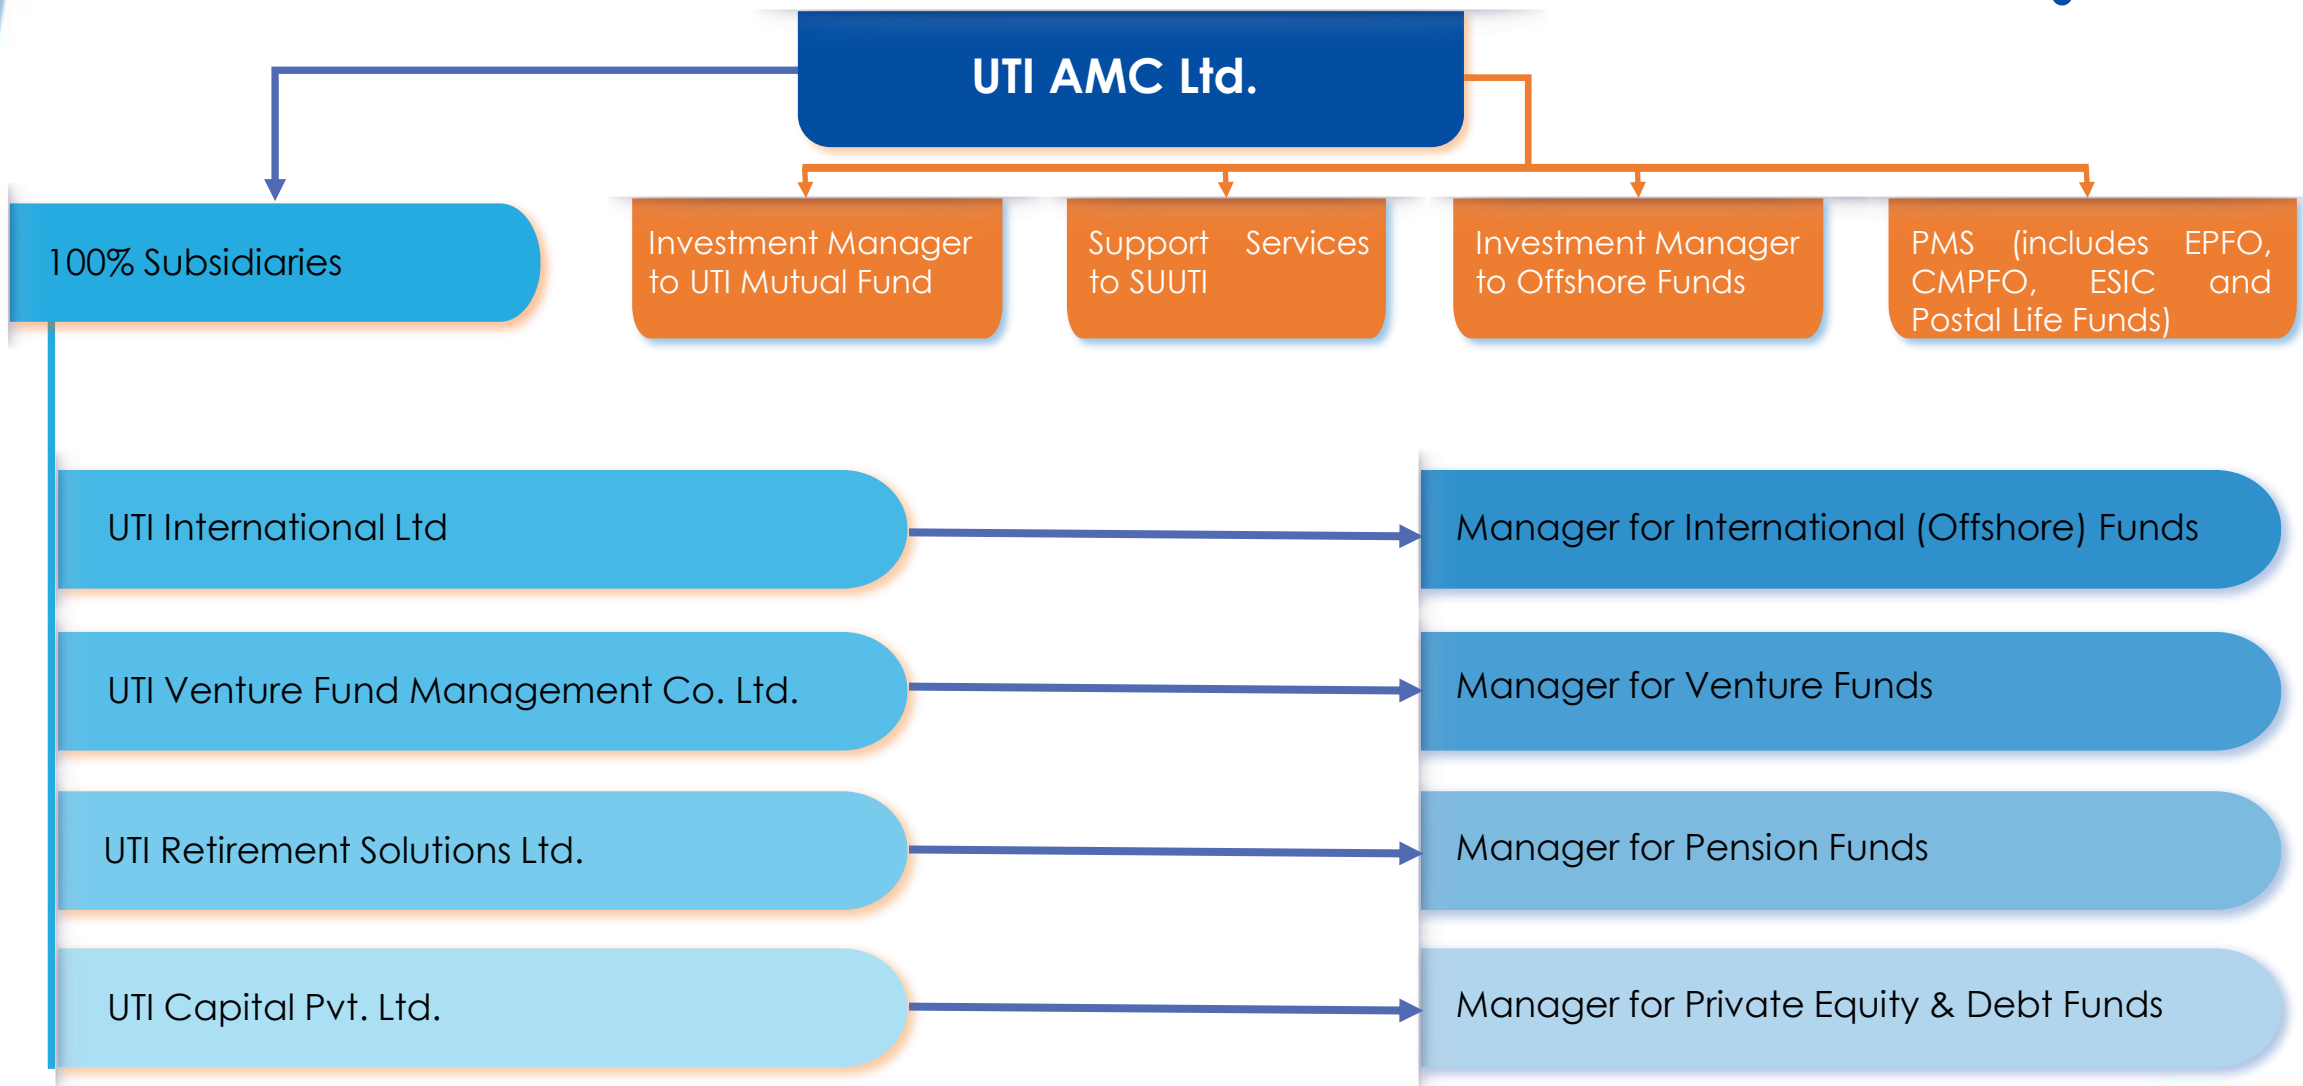 UTI AMC Ltd.
100% Subsidiaries
Investment Manager
to UTI Mutual Fund
Support Services
to SUUTI
Investment Manager
to Offshore Funds
PMS (includes EPFO,
CMPFO, ESIC and
Postal Life Funds)
UTI International Ltd
Manager for International (Offshore) Funds
UTI Venture Fund Management Co. Ltd.
Manager for Venture Funds
UTI Retirement Solutions Ltd.
Manager for Pension Funds
UTI Capital Pvt. Ltd.
Manager for Private Equity & Debt Funds